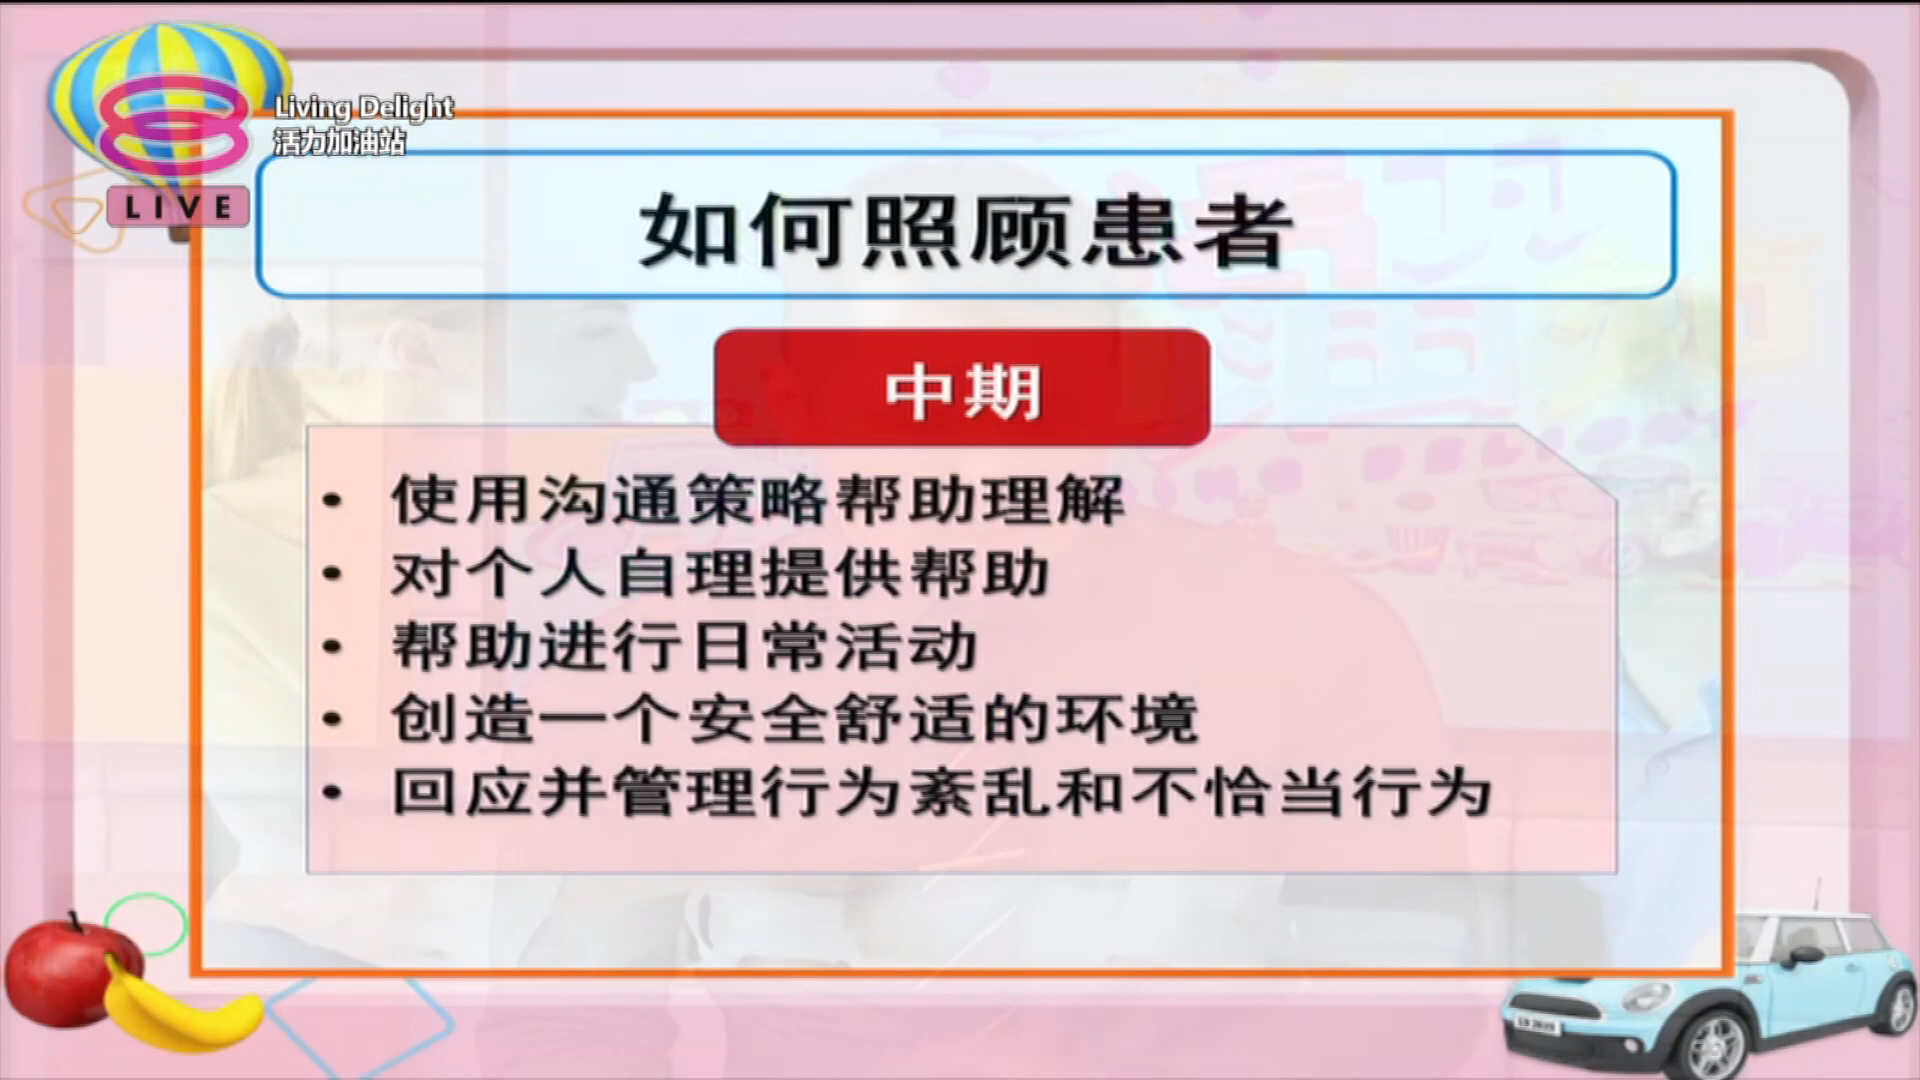 Living Delight
活力加油站
LIVE
如何照顾患者
中期
• 使用沟通策略帮助理解
• 对个人自理提供帮助
• 帮助进行日常活动
• 创造一个安全舒适的环境
• 回应并管理行为紊乱和不恰当行为